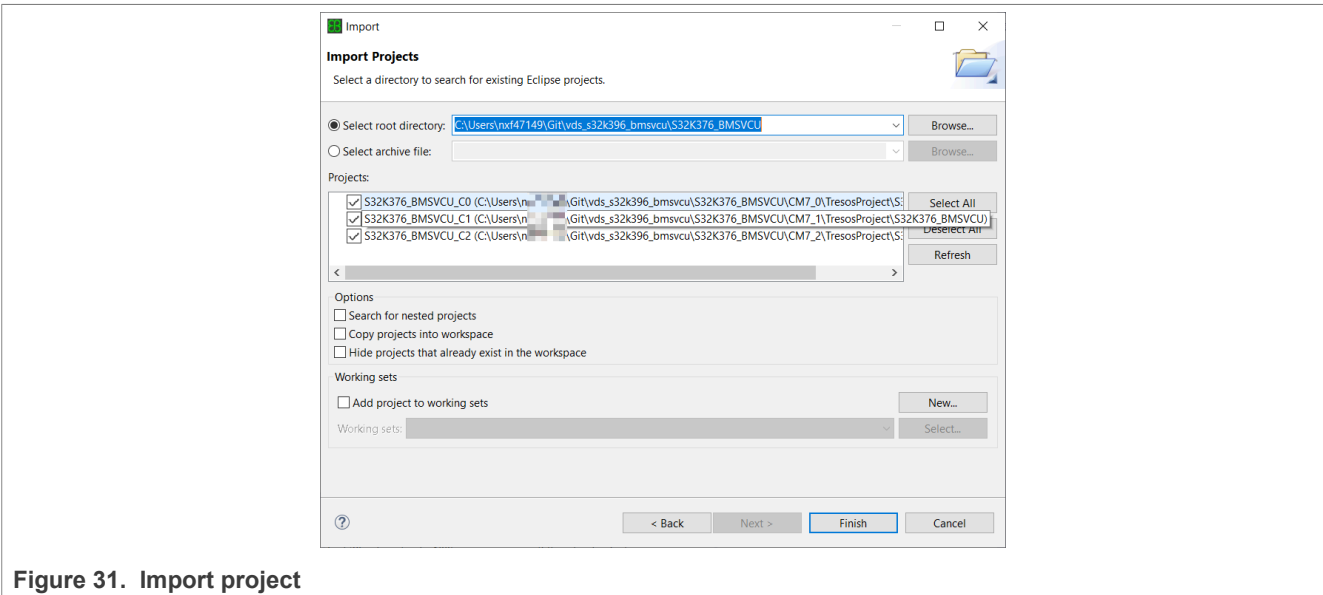 Import
Import Projects
Select a directory to search for existing Eclipse projects.
Select root directory: C:\Users\nxf47149\Git\vds_s32k396_bmsvcu\S32K376_BMSVCU Browse...
Select archive file: Browse...
Projects:
S32K376_BMSVCU_C0 (C:\Users\n \Git\vds_s32k396_bmsvcu\S32K376_BMSVCU\CM7_0\TresosProject\S: Select All
S32K376_BMSVCU_C1 (C:\Users\n \Git\vds_s32k396_bmsvcu\S32K376_BMSVCU\CM7_1\TresosProject\S32K376_BMSVCU)
Deselect All
S32K376_BMSVCU_C2 (C:\Users\n \Git\vds_s32k396_bmsvcu\S32K376_BMSVCU\CM7_2\TresosProject\S:
Refresh
Options
Search for nested projects
Copy projects into workspace
Hide projects that already exist in the workspace
Working sets
Add project to working sets New...
Working sets: Select...
? < Back Next > Finish Cancel
Figure 31. Import project